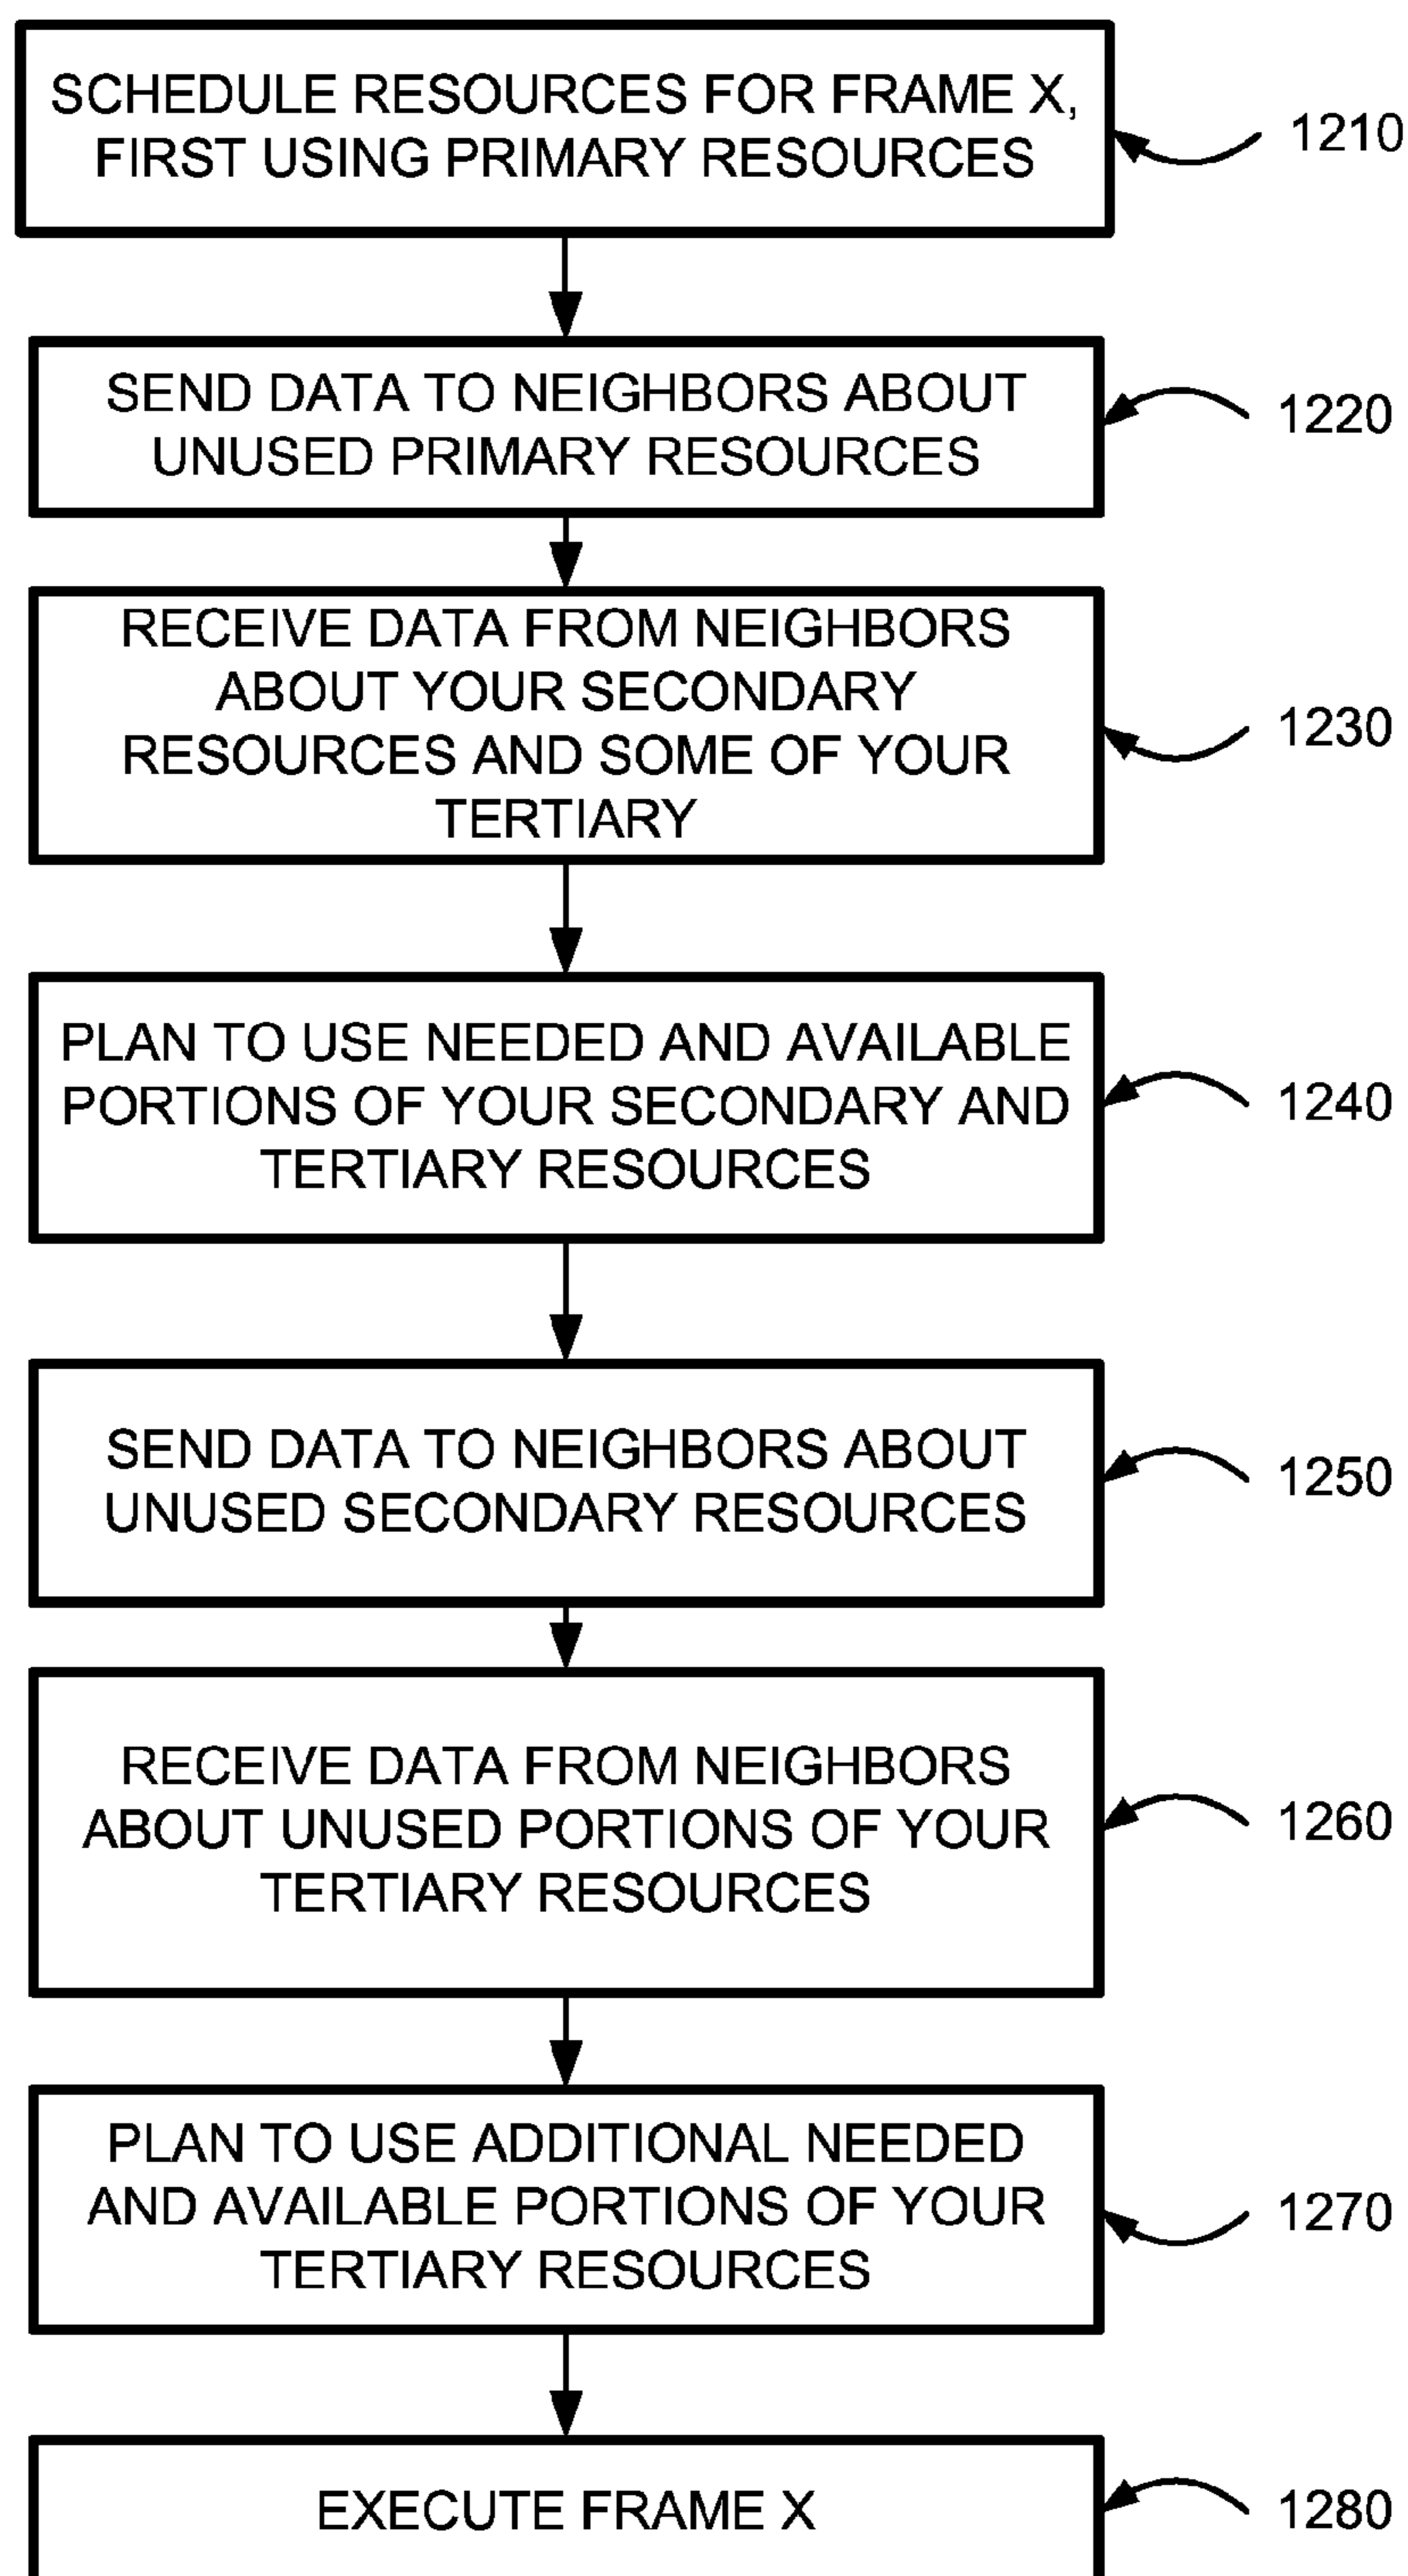 SCHEDULE RESOURCES FOR FRAME X,
FIRST USING PRIMARY RESOURCES
1210
SEND DATA TO NEIGHBORS ABOUT
UNUSED PRIMARY RESOURCES
1220
RECEIVE DATA FROM NEIGHBORS
ABOUT YOUR SECONDARY
RESOURCES AND SOME OF YOUR
TERTIARY
1230
PLAN TO USE NEEDED AND AVAILABLE
PORTIONS OF YOUR SECONDARY AND
TERTIARY RESOURCES
1240
SEND DATA TO NEIGHBORS ABOUT
UNUSED SECONDARY RESOURCES
1250
RECEIVE DATA FROM NEIGHBORS
ABOUT UNUSED PORTIONS OF YOUR
TERTIARY RESOURCES
1260
PLAN TO USE ADDITIONAL NEEDED
AND AVAILABLE PORTIONS OF YOUR
TERTIARY RESOURCES
1270
EXECUTE FRAME X
1280